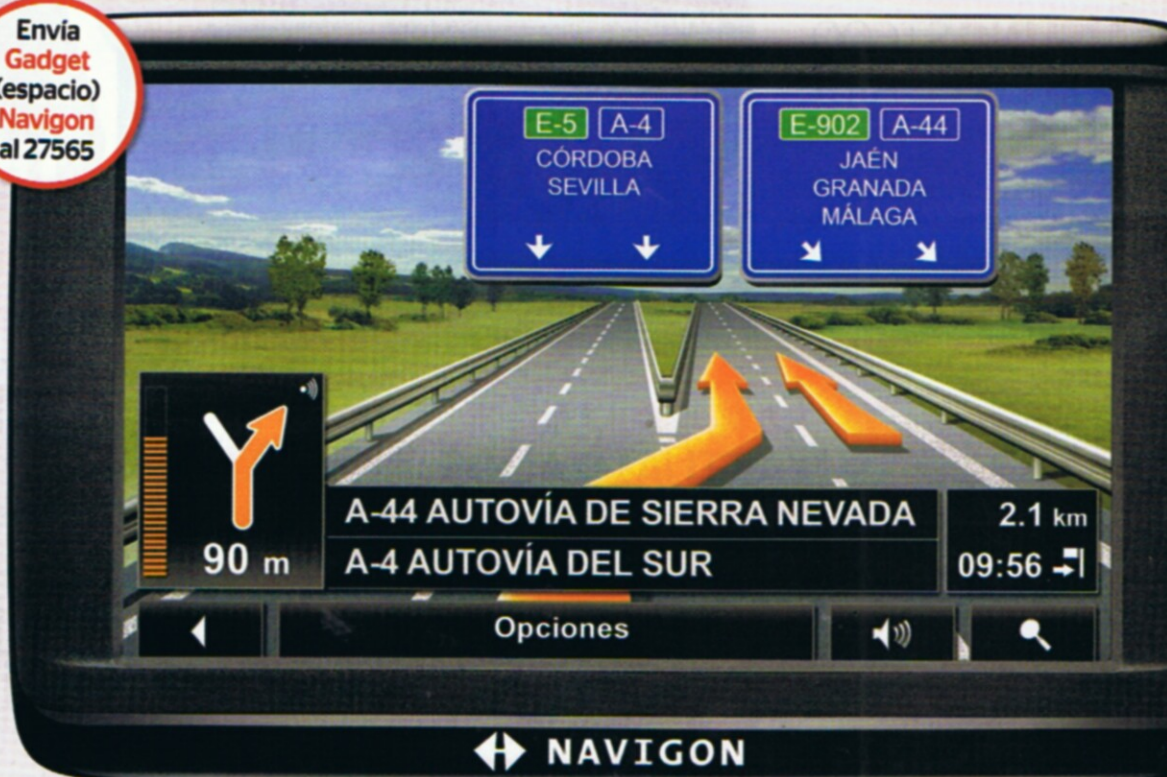 Envía
Gadget
(espacio)
Navigon
al 27565
E-5 A-4
CÓRDOBA
SEVILLA
E-902 A-44
JAÉN
GRANADA
MÁLAGA
90 m
A-44 AUTOVÍA DE SIERRA NEVADA
A-4 AUTOVÍA DEL SUR
2.1 km
09:56
Opciones
NAVIGON